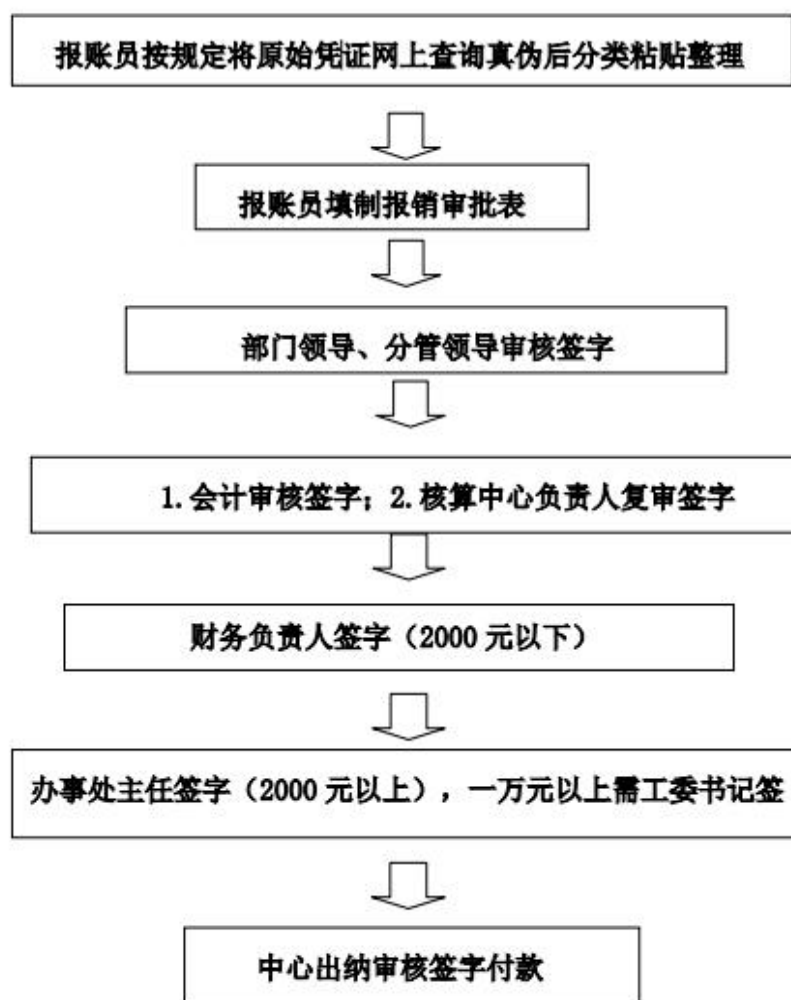 报账员按规定将原始凭证网上查询真伪后分类粘贴整理
报账员填制报销审批表
部门领导、分管领导审核签字
1.会计审核签字；2.核算中心负责人复审签字
财务负责人签字（2000 元以下）
办事处主任签字（2000 元以上），一万元以上需工委书记签
中心出纳审核签字付款